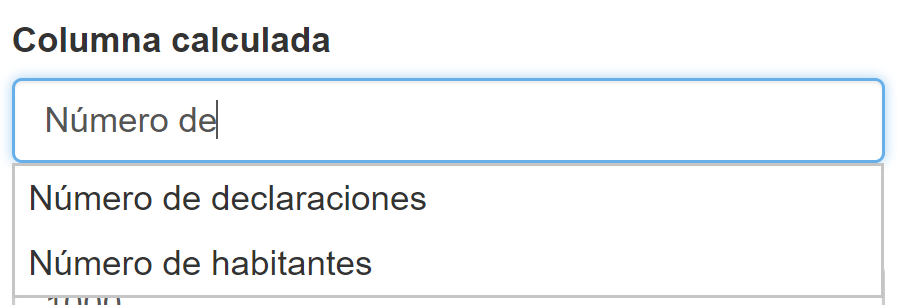 Columna calculada
Número de
Número de declaraciones
Número de habitantes